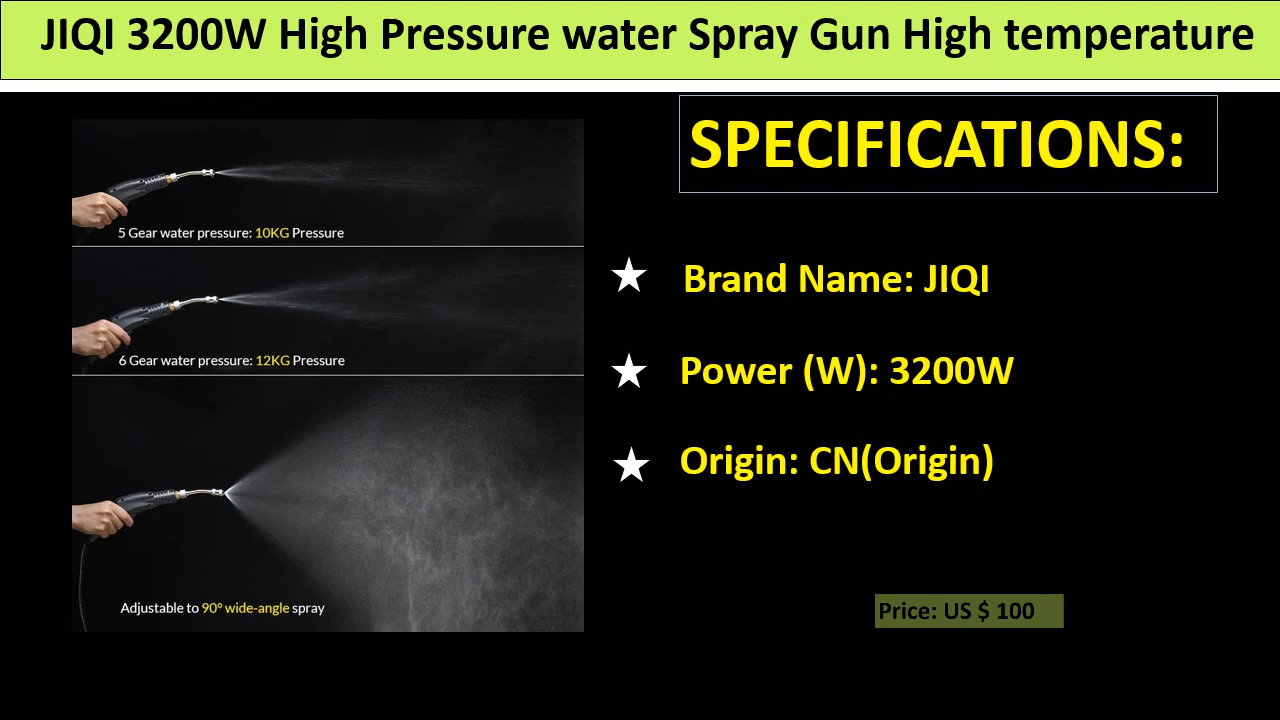 JIQI 3200W High Pressure water Spray Gun High temperature
SPECIFICATIONS:
5 Gear water pressure: 10KG Pressure
6 Gear water pressure: 12KG Pressure
Adjustable to 90° wide-angle spray
Brand Name: JIQI
Power (W): 3200W
Origin: CN(Origin)
Price: US $ 100